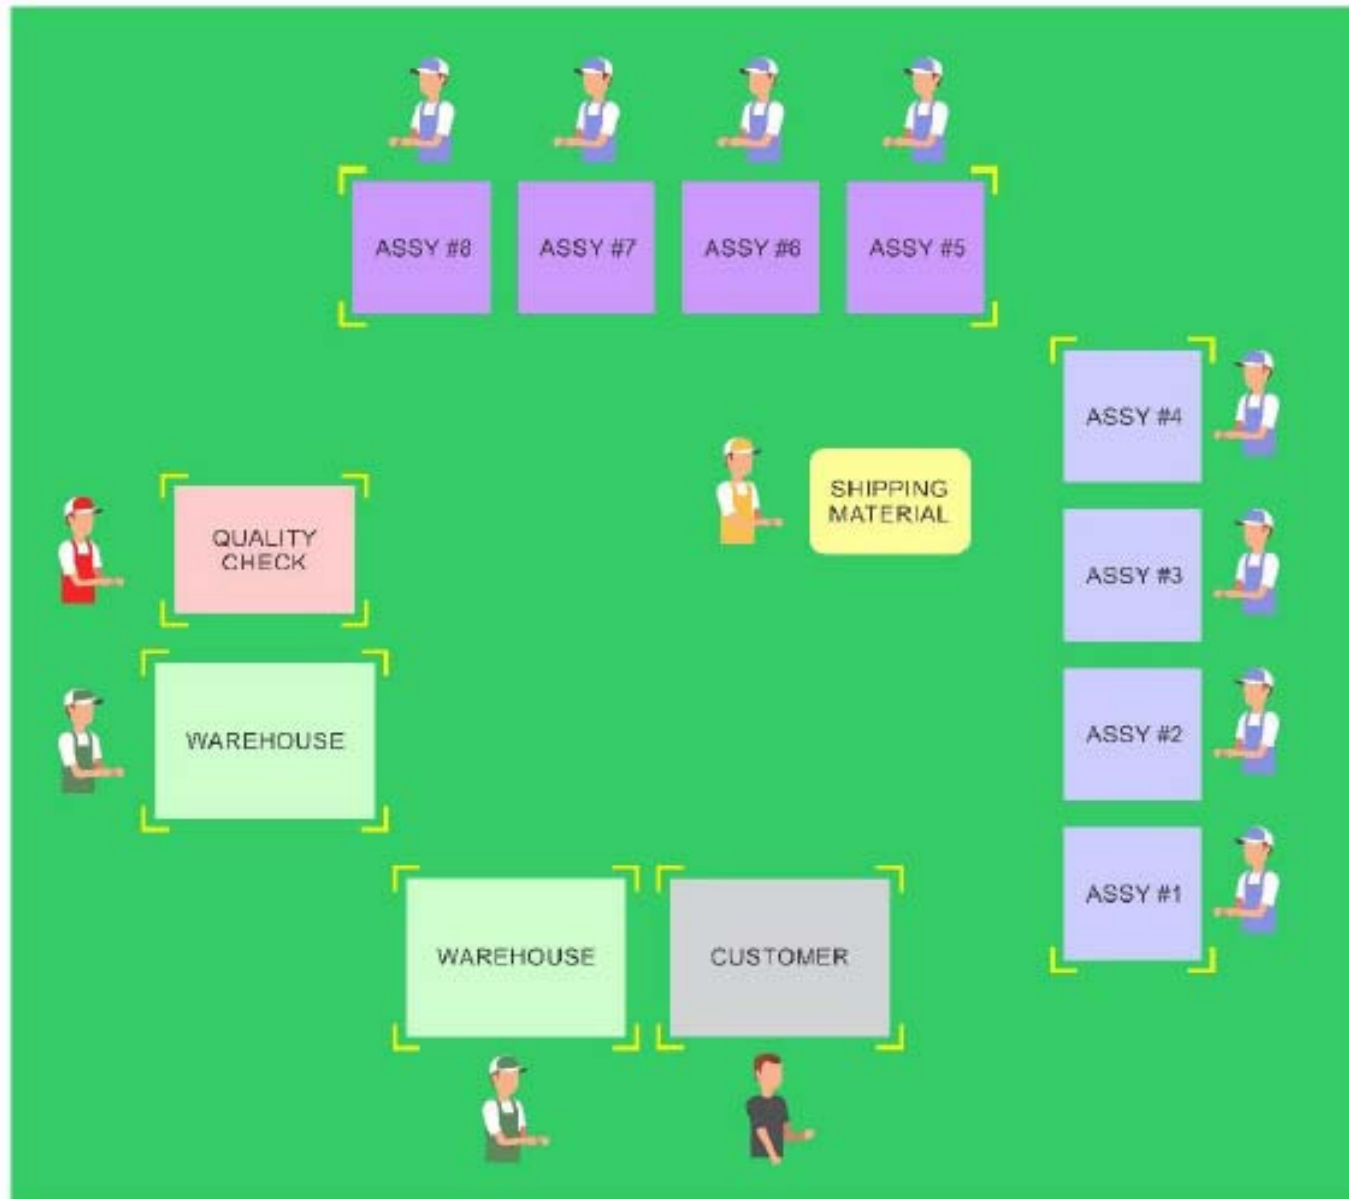 ASSY #8
ASSY #7
ASSY #6
ASSY #5
ASSY #4
SHIPPING
MATERIAL
QUALITY
CHECK
ASSY #3
WAREHOUSE
ASSY #2
ASSY #1
WAREHOUSE
CUSTOMER